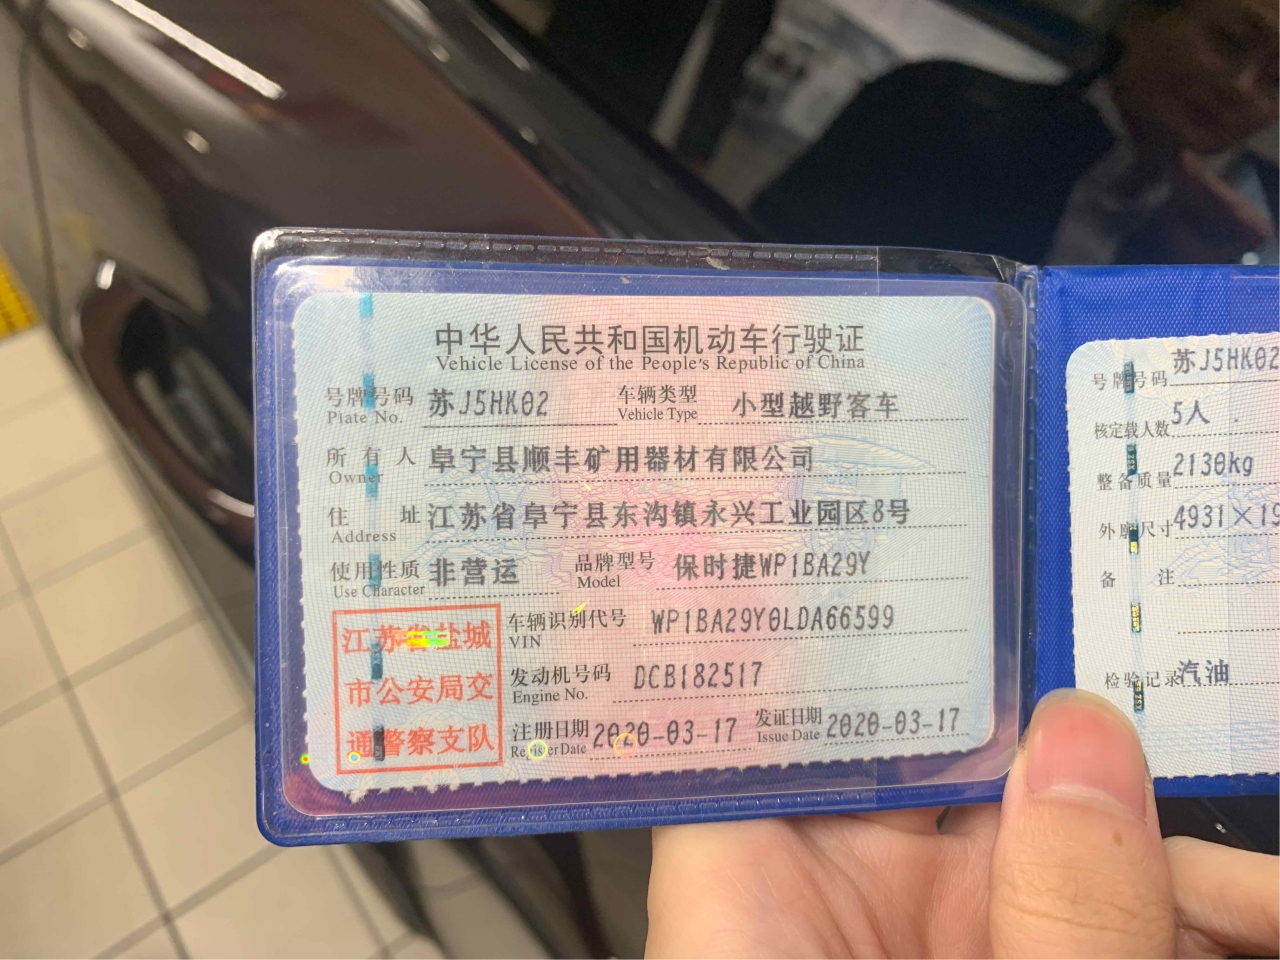 中华人民共和国机动车行驶证
Vehicle License of the People's Republic of China
号牌号码 苏J5HK02 车辆类型 小型越野客车
Plate No. Vehicle Type
所有人 阜宁县顺丰矿用器材有限公司
Owner
住址 江苏省阜宁县东沟镇永兴工业园区8号
Address
使用性质 非营运 品牌型号 保时捷WP1BA29Y
Use Character Model
江苏省盐城
市公安局交
通警察支队
车辆识别代号 WP1BA29Y0LDA66599
VIN
发动机号码 DCB182517
Engine No.
注册日期 2020-03-17 发证日期 2020-03-17
Register Date Issue Date
号牌号码 苏J5HK02
核定载人数 5人
整备质量 2130kg
外廓尺寸 4931×19
备注
检验记录 汽油